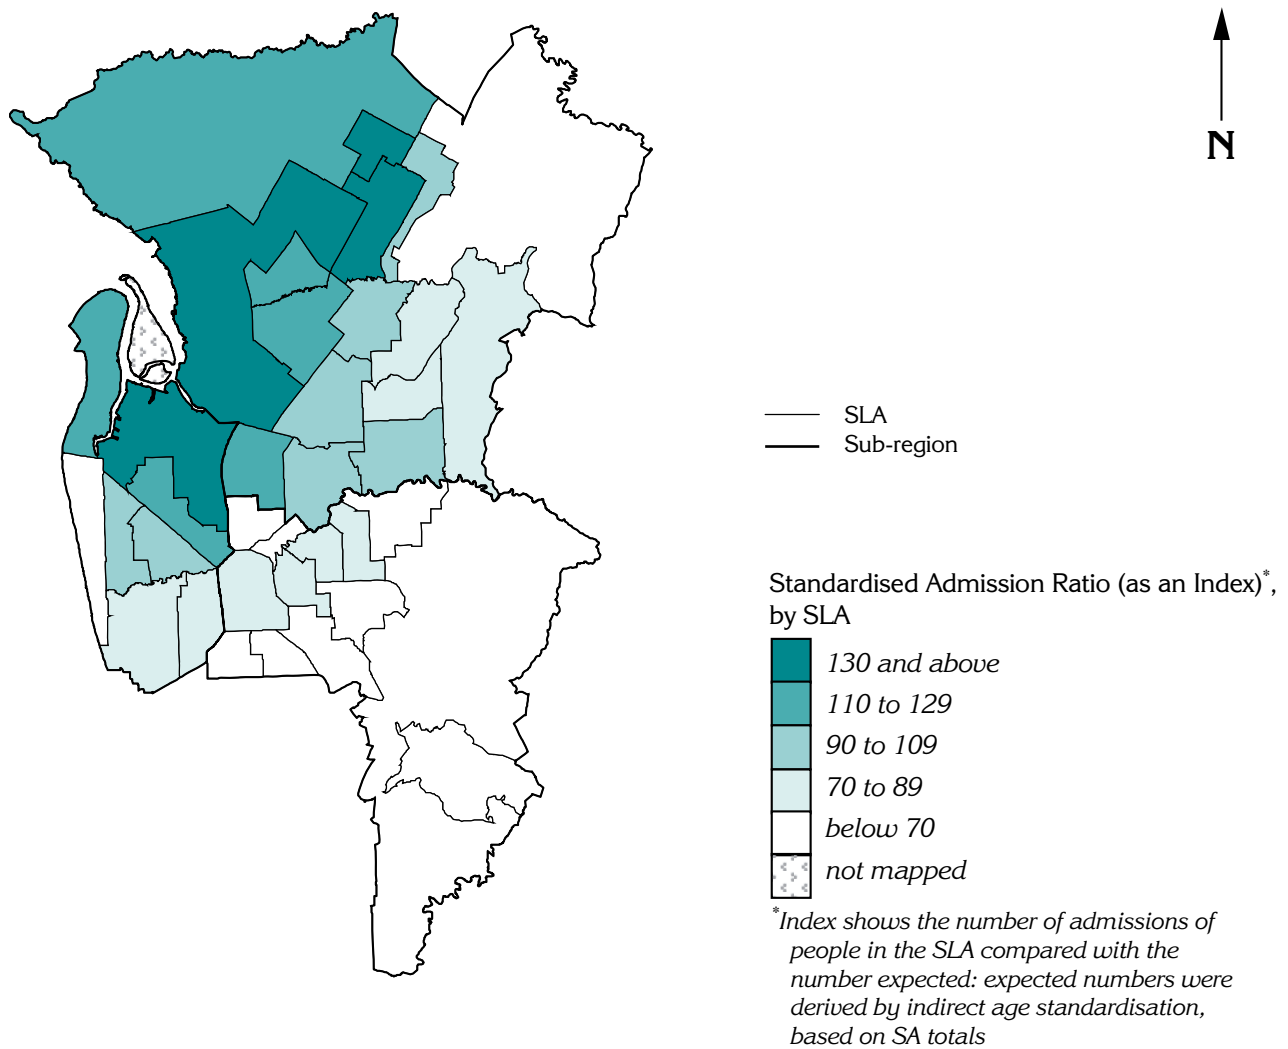 N
SLA
Sub-region
Standardised Admission Ratio (as an Index)*,
by SLA
130 and above
110 to 129
90 to 109
70 to 89
below 70
not mapped
*Index shows the number of admissions of
people in the SLA compared with the
number expected: expected numbers were
derived by indirect age standardisation,
based on SA totals